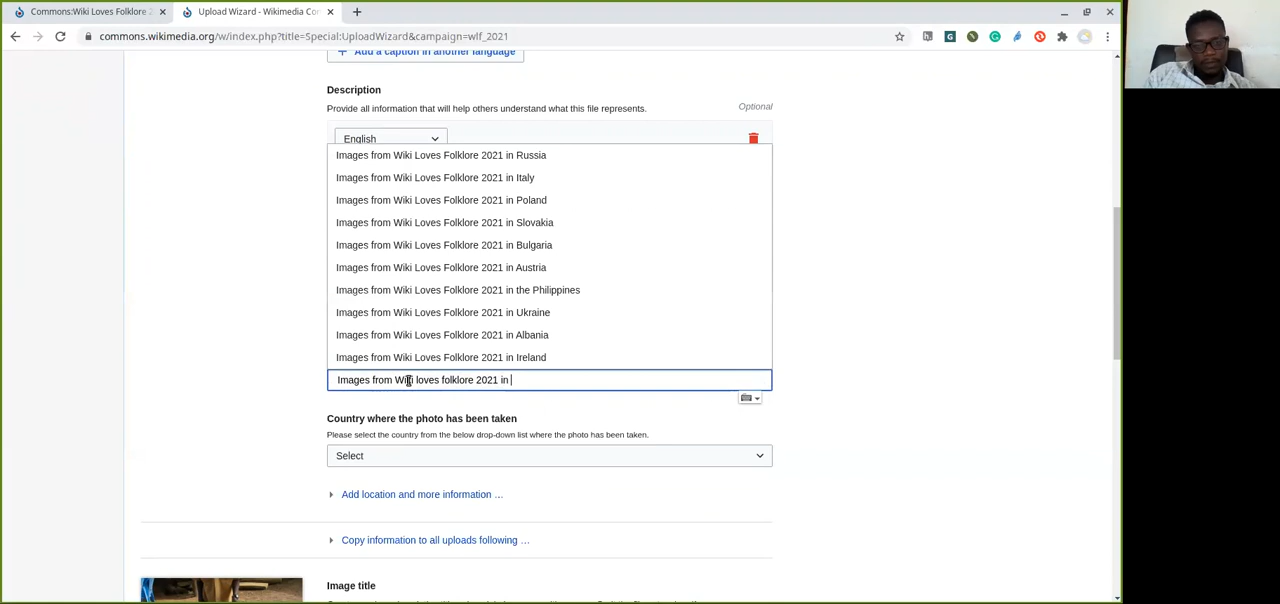 Commons:Wiki Loves Folklore 2
Upload Wizard - Wikimedia Com
commons.wikimedia.org/w/index.php?title=Special:UploadWizard&campaign=wlf_2021
Add a caption in another language
Description
Provide all information that will help others understand what this file represents.
Optional
English
Images from Wiki Loves Folklore 2021 in Russia
Images from Wiki Loves Folklore 2021 in Italy
Images from Wiki Loves Folklore 2021 in Poland
Images from Wiki Loves Folklore 2021 in Slovakia
Images from Wiki Loves Folklore 2021 in Bulgaria
Images from Wiki Loves Folklore 2021 in Austria
Images from Wiki Loves Folklore 2021 in the Philippines
Images from Wiki Loves Folklore 2021 in Ukraine
Images from Wiki Loves Folklore 2021 in Albania
Images from Wiki Loves Folklore 2021 in Ireland
Images from Wiki loves folklore 2021 in
Country where the photo has been taken
Please select the country from the below drop-down list where the photo has been taken.
Select
Add location and more information …
Copy information to all uploads following …
Image title